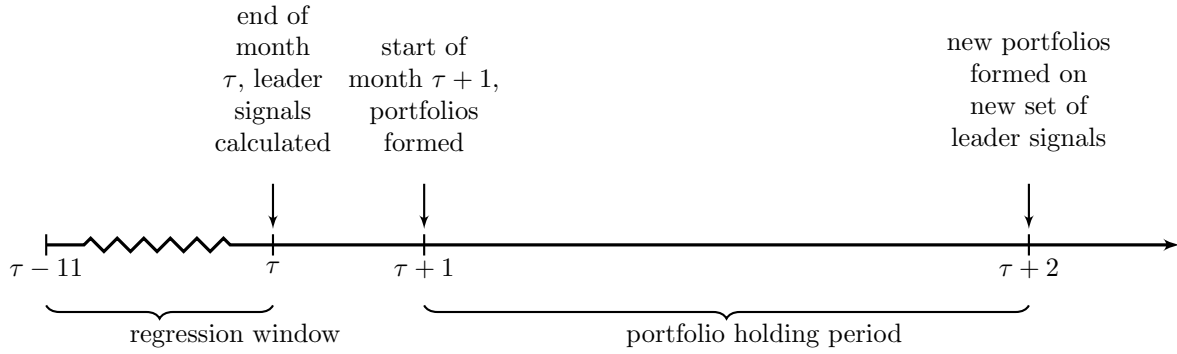 end of
month
τ, leader
signals
calculated
start of
month τ + 1,
portfolios
formed
new portfolios
formed on
new set of
leader signals
τ − 11
τ
τ + 1
τ + 2
regression window
portfolio holding period